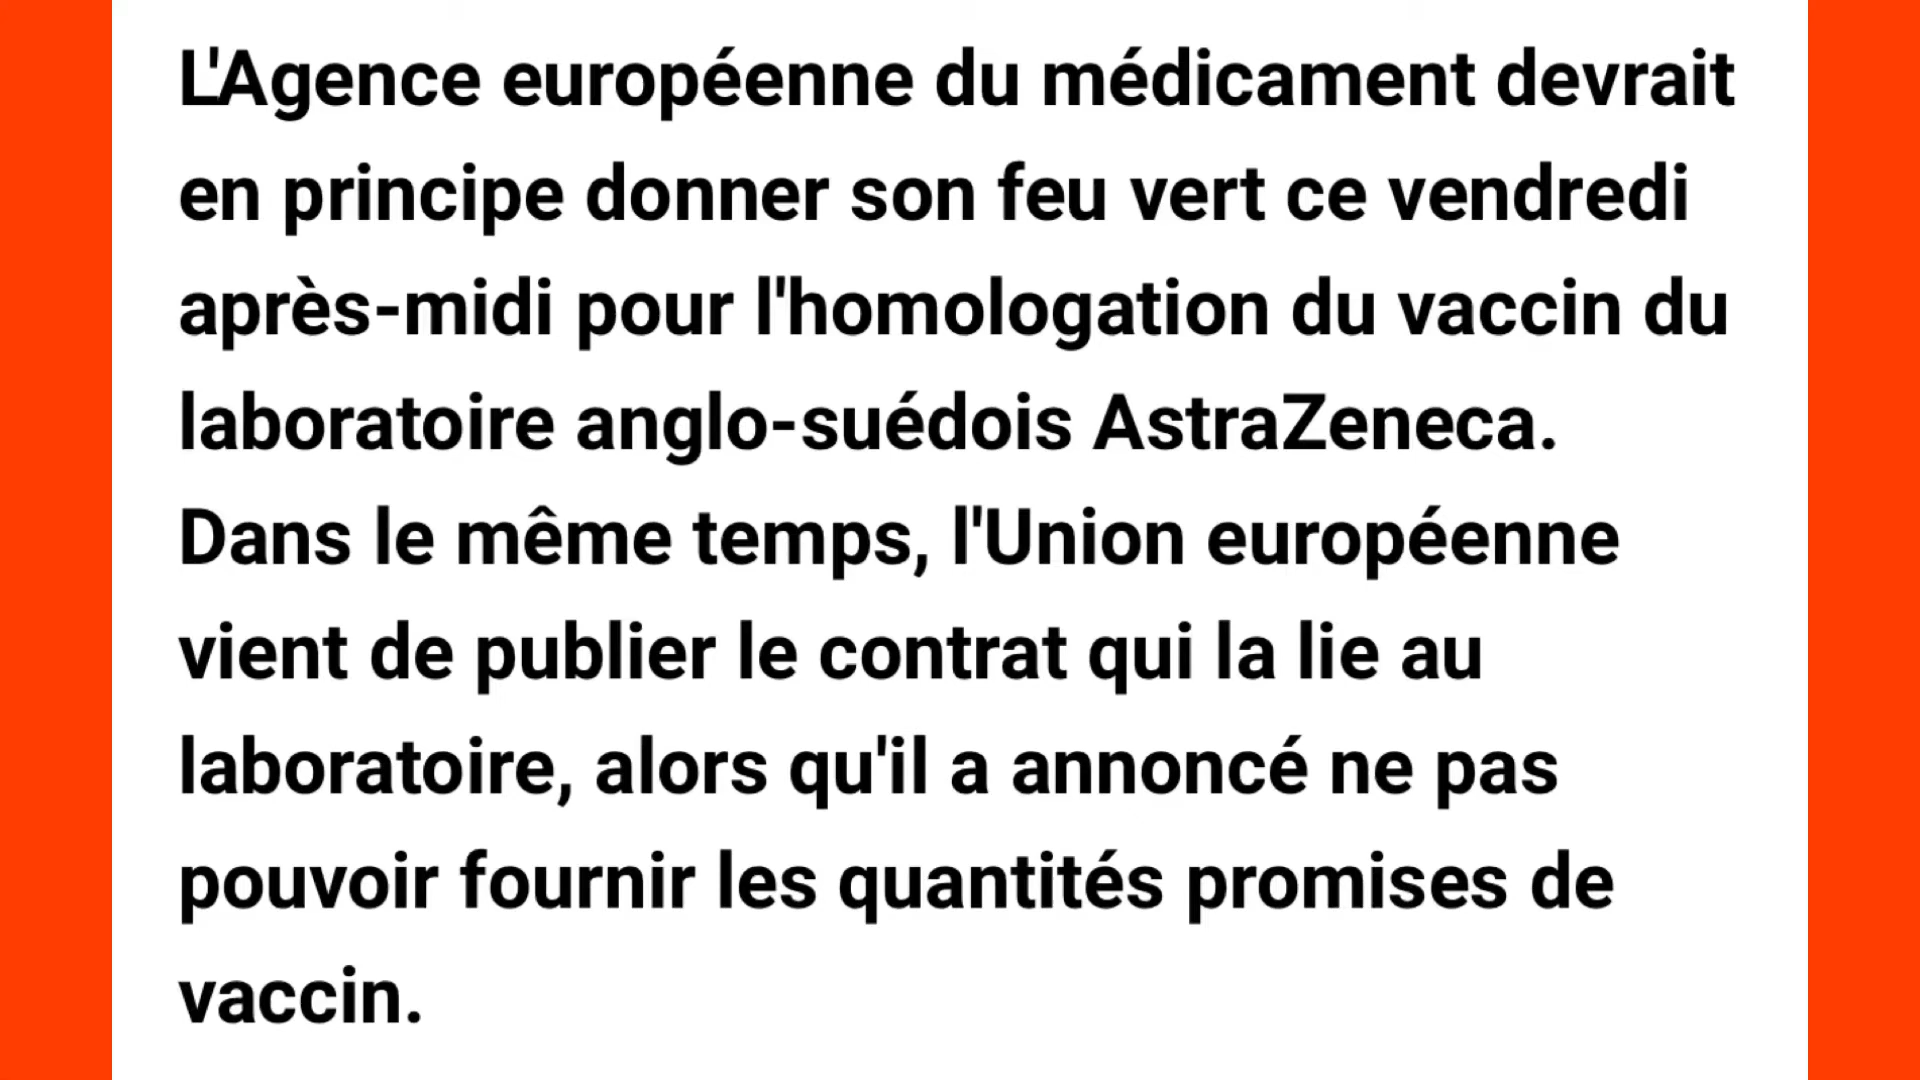 L'Agence européenne du médicament devrait
en principe donner son feu vert ce vendredi
après-midi pour l'homologation du vaccin du
laboratoire anglo-suédois AstraZeneca.
Dans le même temps, l'Union européenne
vient de publier le contrat qui la lie au
laboratoire, alors qu'il a annoncé ne pas
pouvoir fournir les quantités promises de
vaccin.